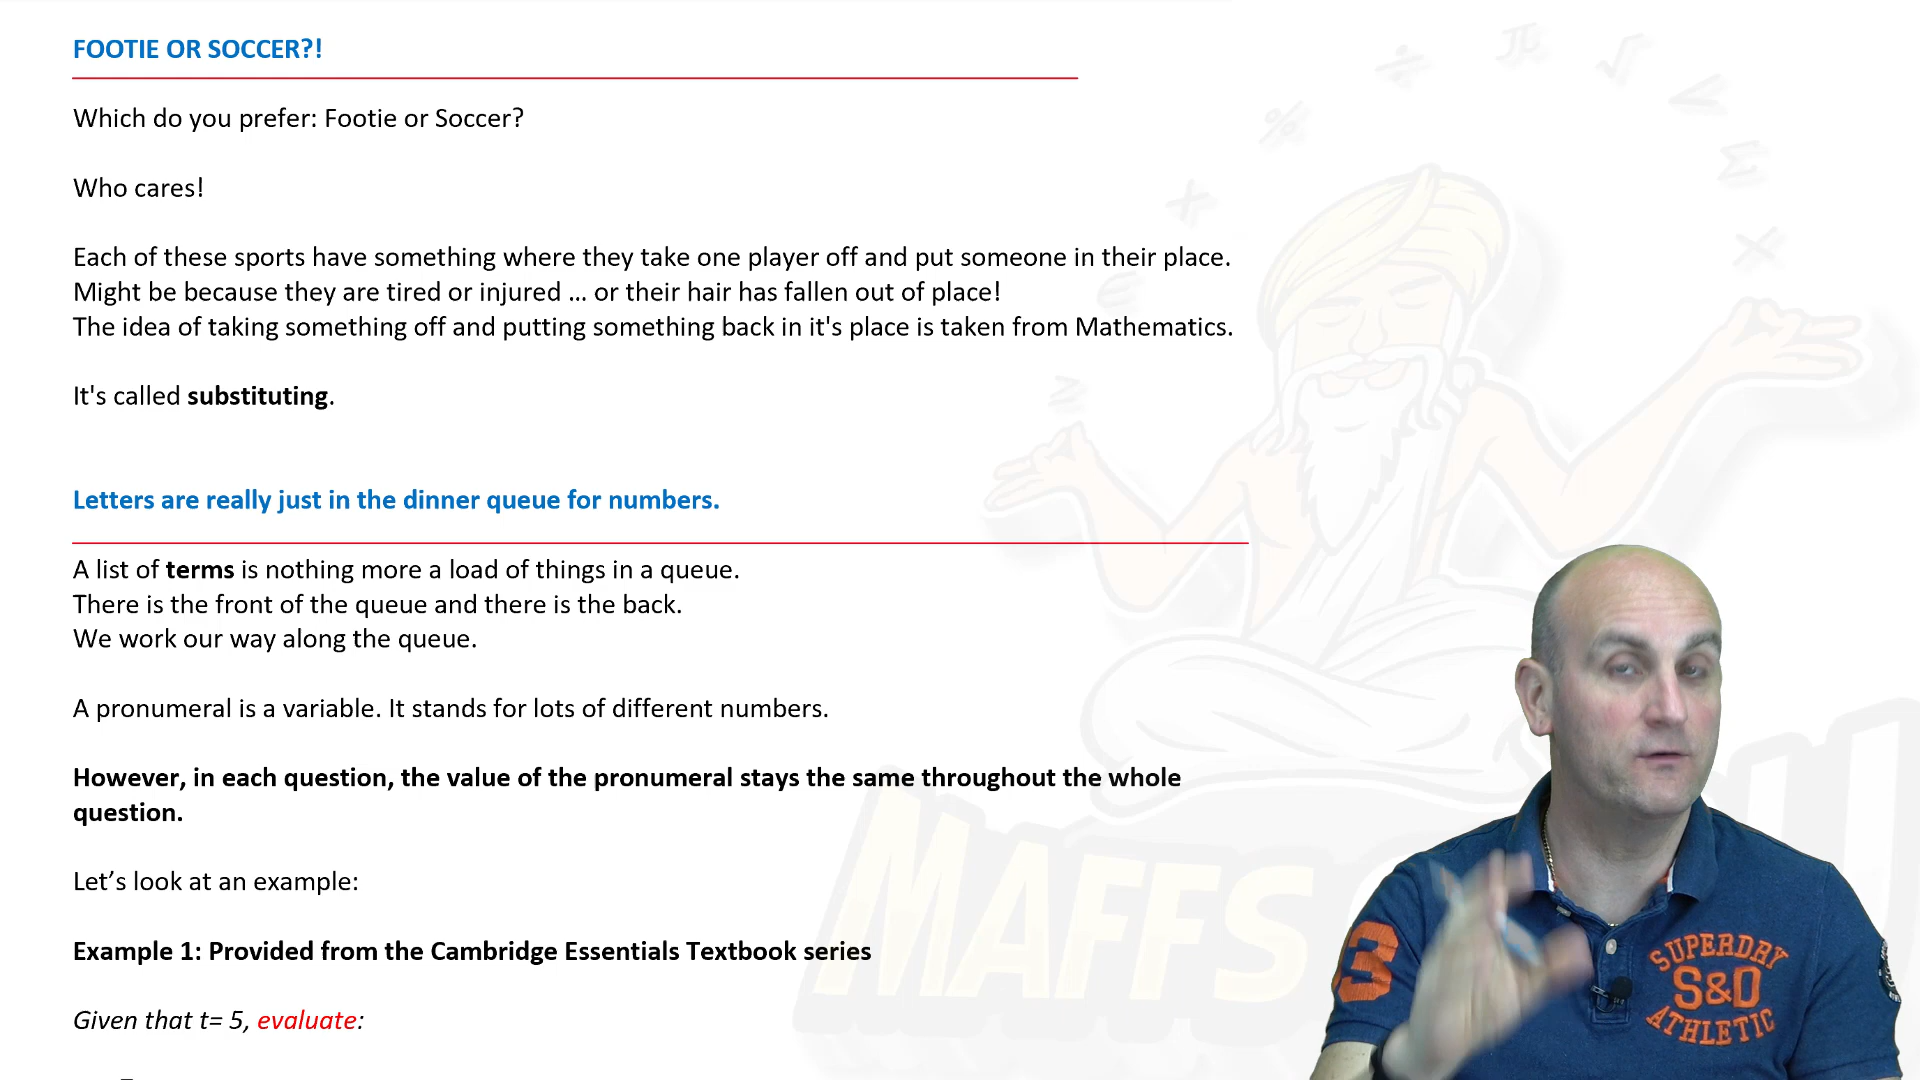 FOOTIE OR SOCCER?!
Which do you prefer: Footie or Soccer?
Who cares!
Each of these sports have something where they take one player off and put someone in their place.
Might be because they are tired or injured ... or their hair has fallen out of place!
The idea of taking something off and putting something back in it's place is taken from Mathematics.
It's called substituting.
Letters are really just in the dinner queue for numbers.
A list of terms is nothing more a load of things in a queue.
There is the front of the queue and there is the back.
We work our way along the queue.
A pronumeral is a variable. It stands for lots of different numbers.
However, in each question, the value of the pronumeral stays the same throughout the whole
question.
Let’s look at an example:
Example 1: Provided from the Cambridge Essentials Textbook series
Given that t= 5, evaluate:
MAFFS
SUPERDRY
S&D
ATHLETIC
3